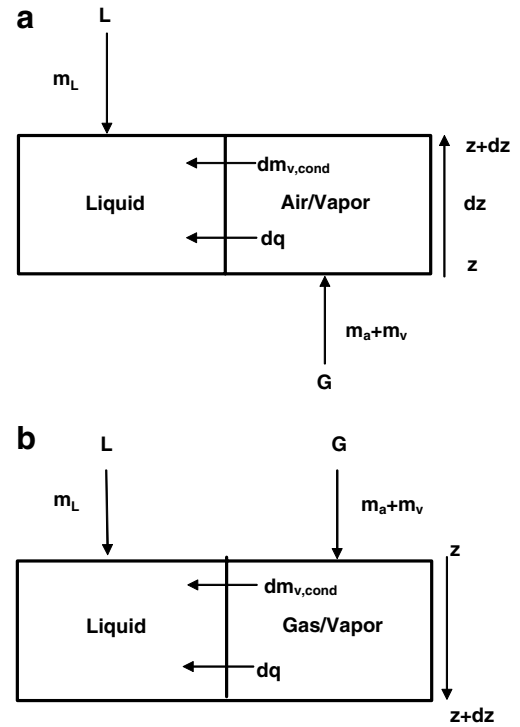 a
L
m_L
z+dz
dm_v,cond
Liquid
Air/Vapor
dz
dq
z
m_a+m_v
G
b
L
G
m_L
m_a+m_v
z
dm_v,cond
Liquid
Gas/Vapor
dq
z+dz